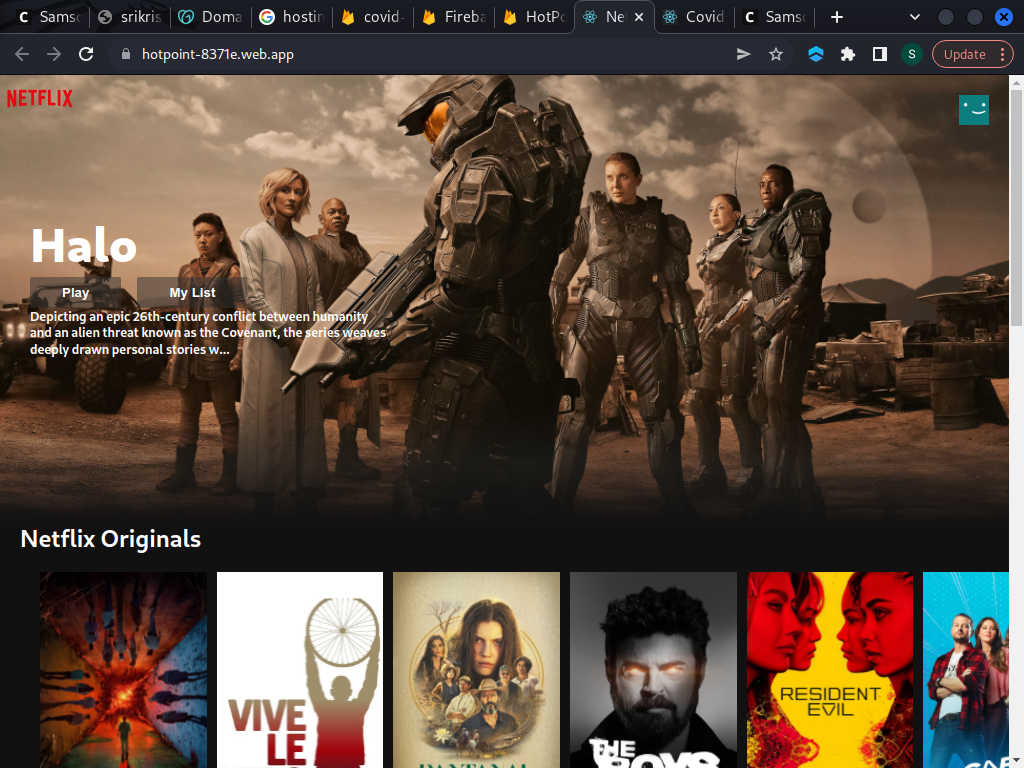 Samsc
srikris
Doma
hostin
covid-
Fireba
HotPo
Ne
Covid
Samsc
hotpoint-8371e.web.app
S
Update
NETFLIX
Halo
Play
My List
Depicting an epic 26th-century conflict between humanity
and an alien threat known as the Covenant, the series weaves
deeply drawn personal stories w...
Netflix Originals
VIVE
LE
PANTANAL
THE
BOYS
RESIDENT
EVIL